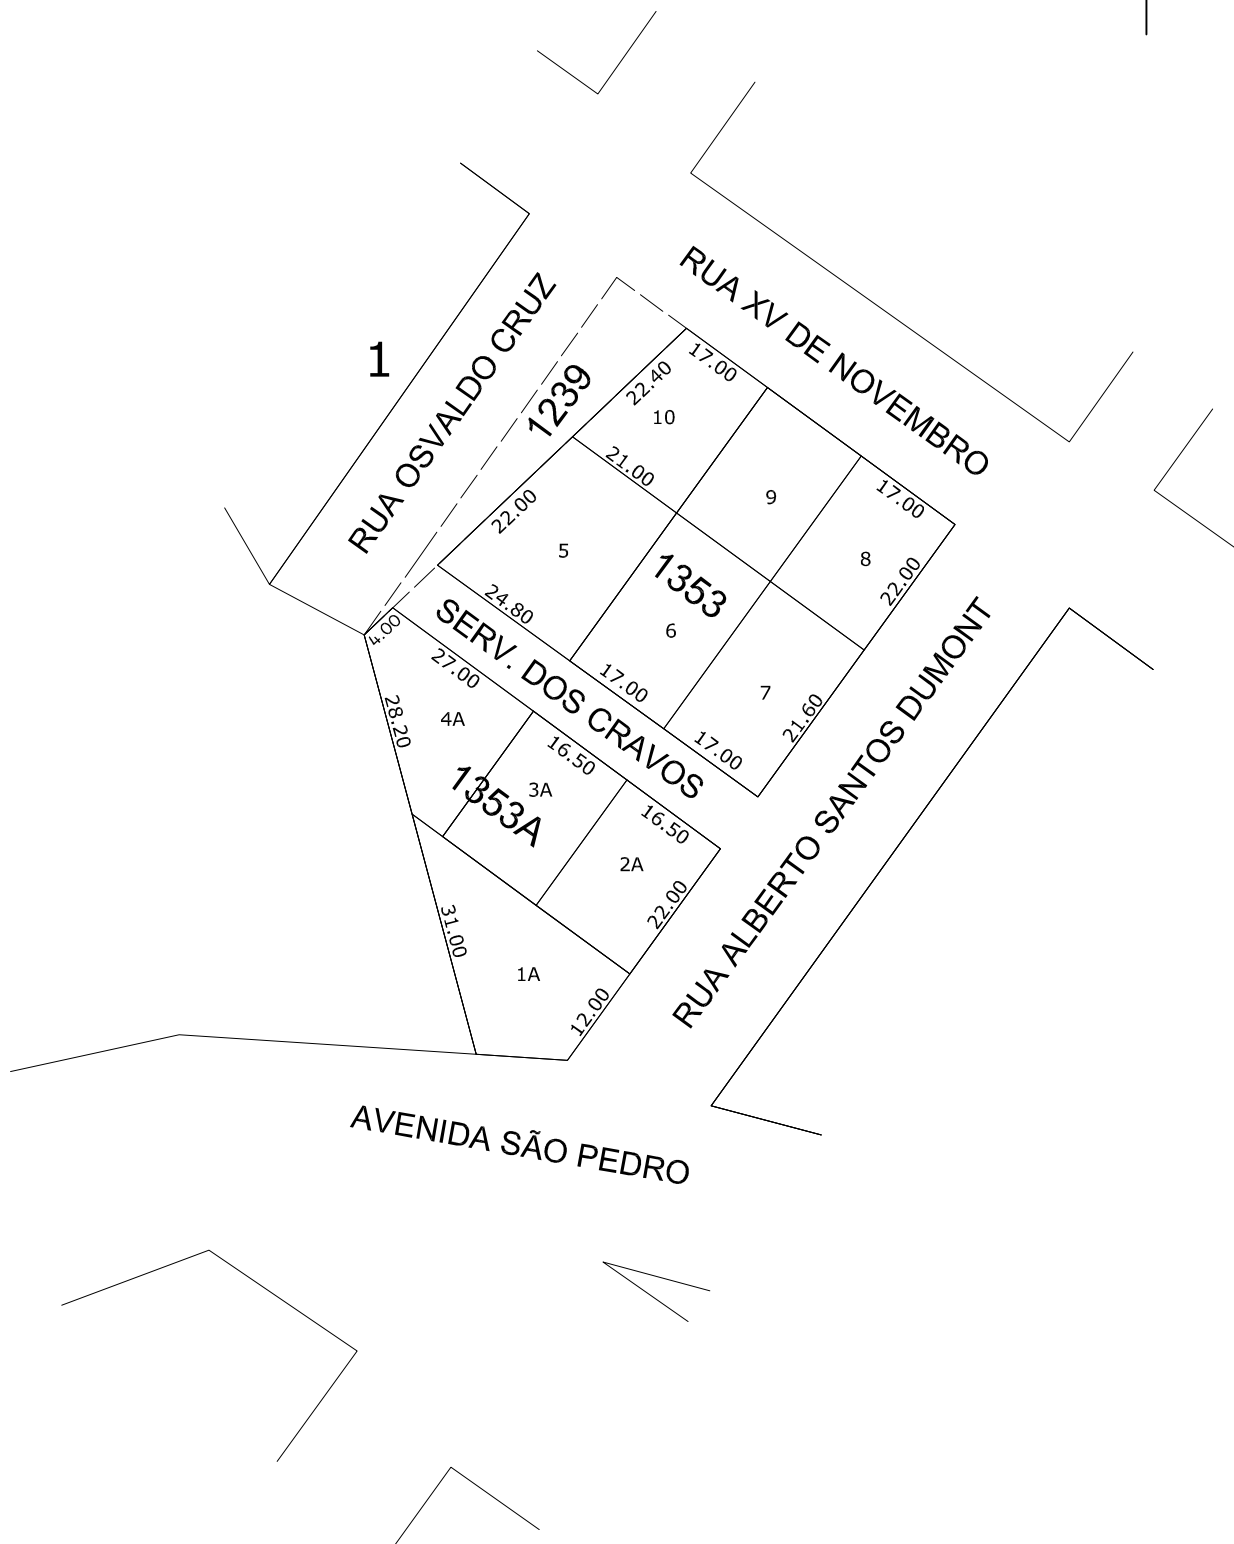 RUA XV DE NOVEMBRO
RUA OSVALDO CRUZ
1
1239
17.00
22.40
10
21.00
9
17.00
22.00
5
8
22.00
1353
24.80
6
SERV. DOS CRAVOS
4.00
27.00
17.00
7
21.60
RUA ALBERTO SANTOS DUMONT
28.20
4A
17.00
16.50
3A
1353A
16.50
2A
22.00
31.00
1A
12.00
AVENIDA SÃO PEDRO